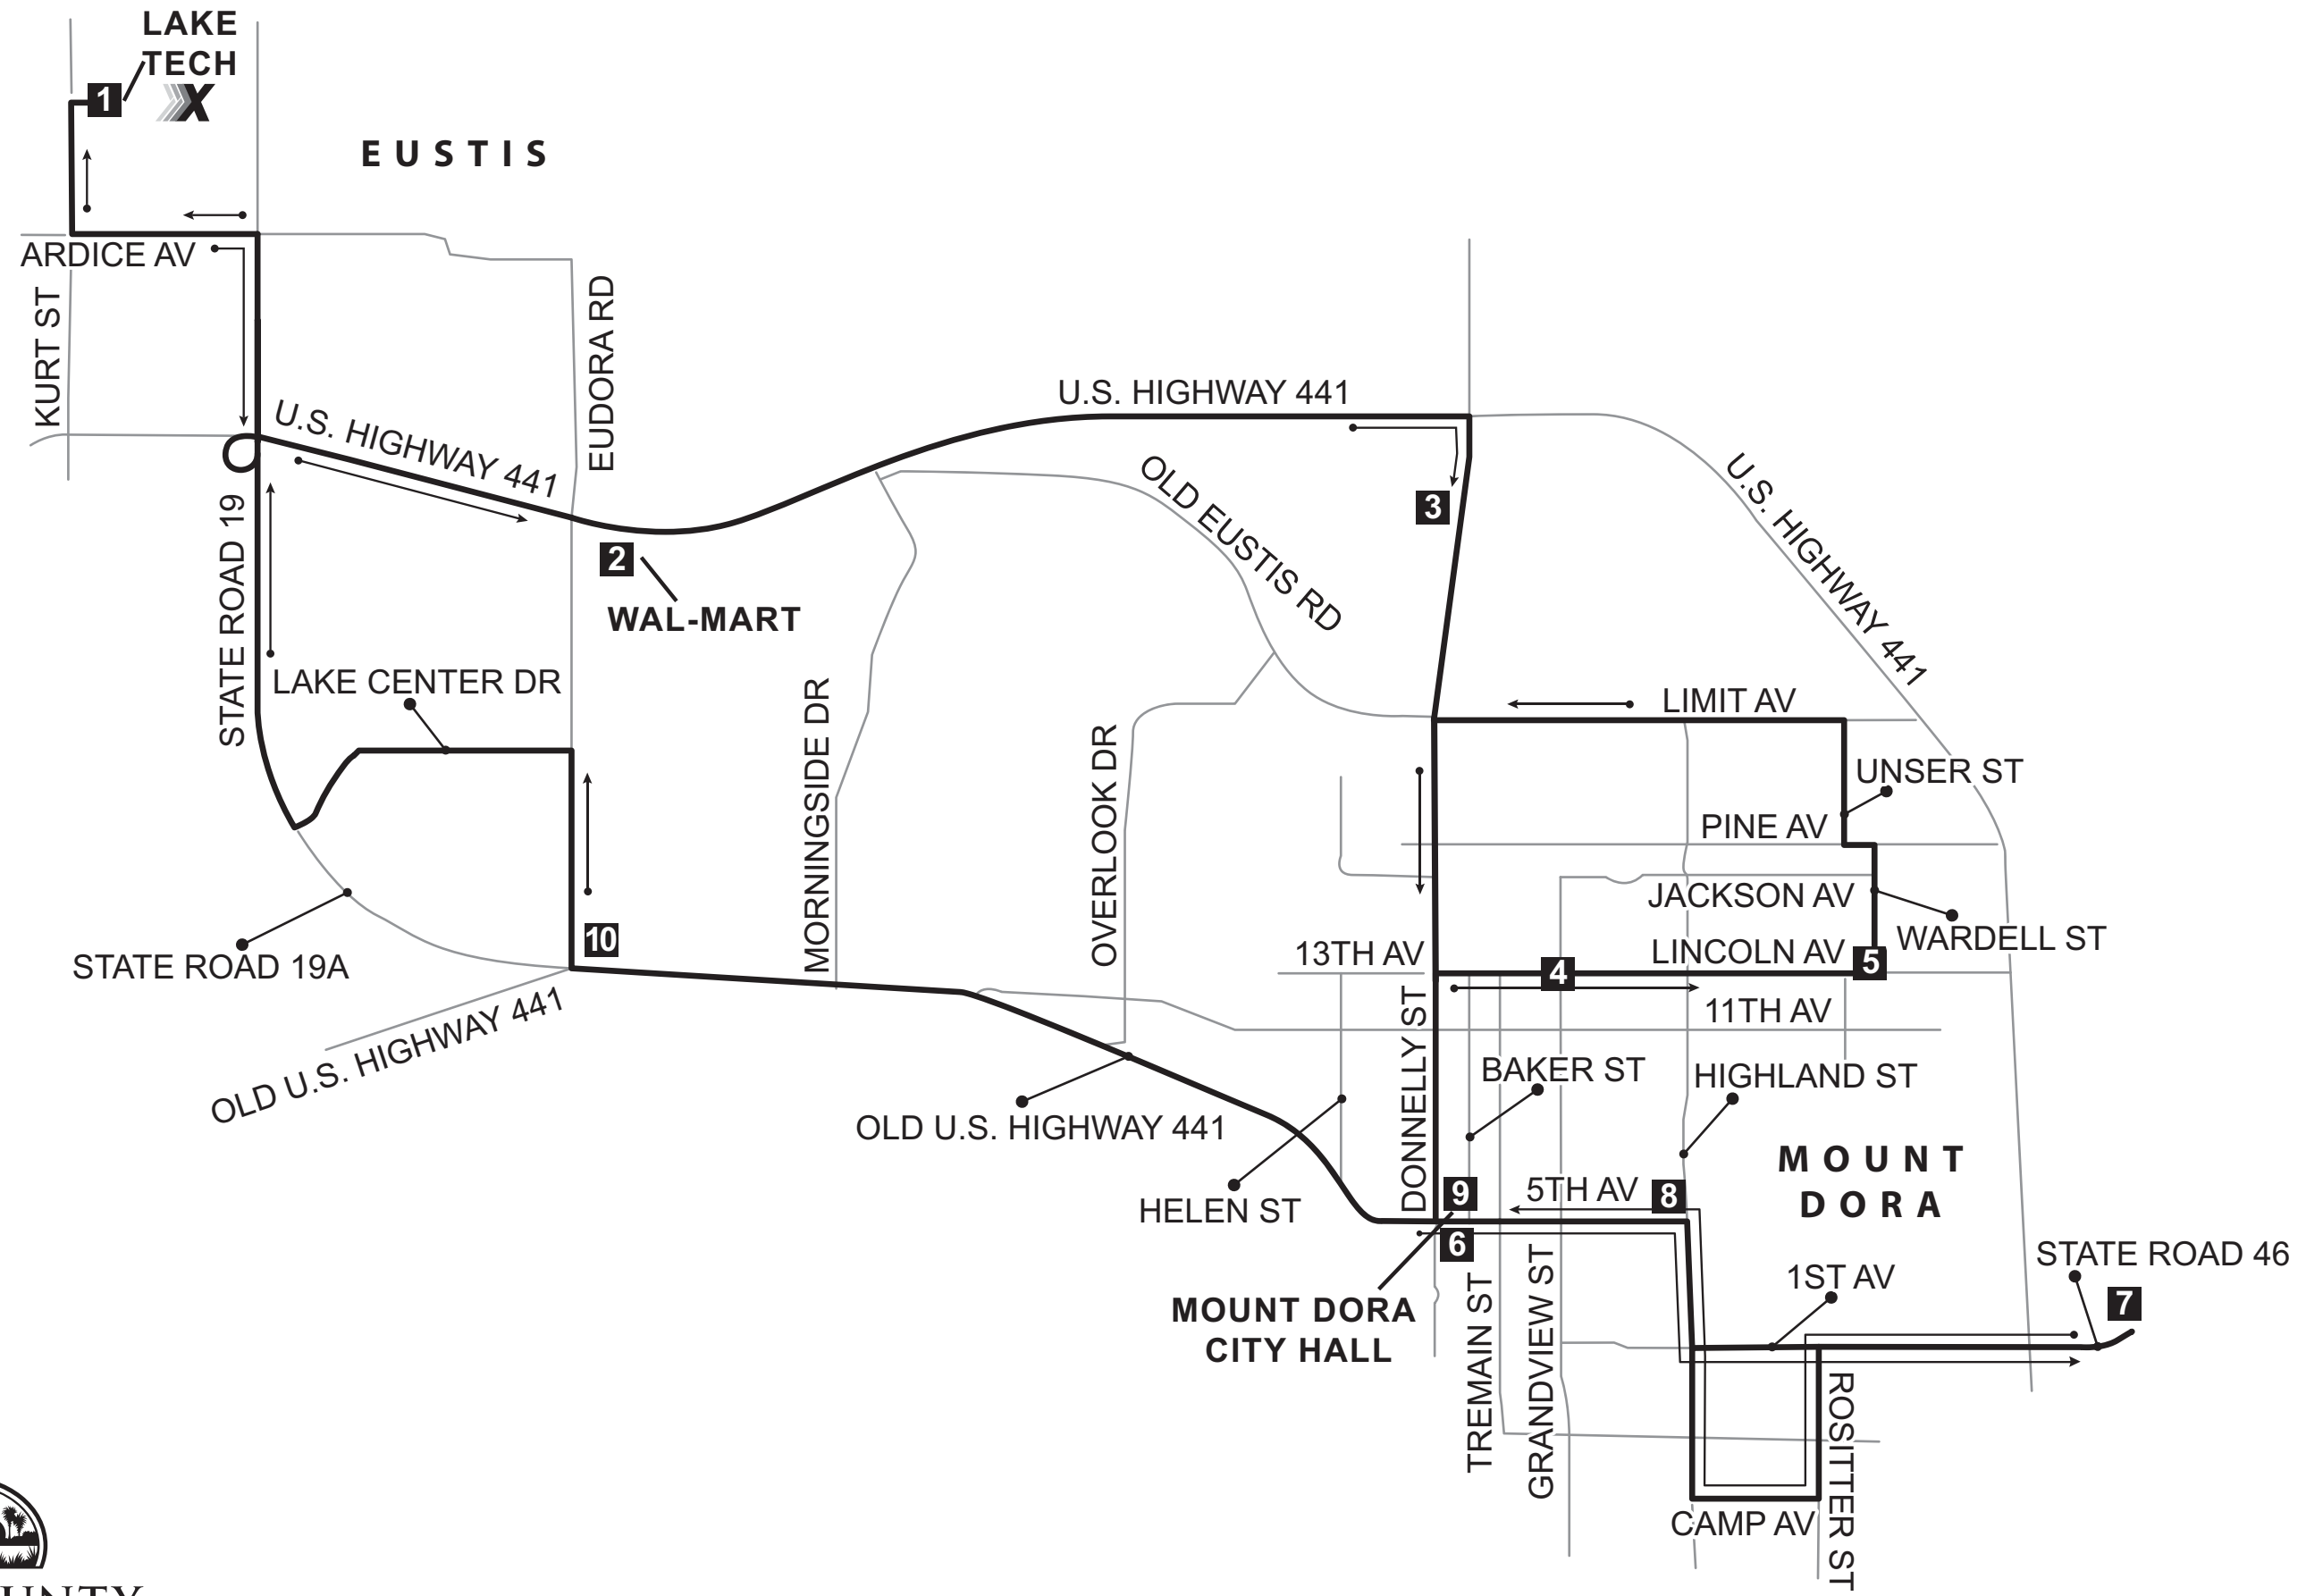 LAKE
TECH
1
X
EUSTIS
ARDICE AV
KURT ST
EUDORA RD
U.S. HIGHWAY 441
U.S. HIGHWAY 441
OLD EUSTIS RD
U.S. HIGHWAY 441
3
2
WAL-MART
STATE ROAD 19
LAKE CENTER DR
MORNINGSIDE DR
OVERLOOK DR
LIMIT AV
UNSER ST
PINE AV
JACKSON AV
WARDELL ST
10
STATE ROAD 19A
13TH AV
LINCOLN AV
4
5
OLD U.S. HIGHWAY 441
11TH AV
DONNELLY ST
BAKER ST
HIGHLAND ST
OLD U.S. HIGHWAY 441
HELEN ST
MOUNT
DORA
9
5TH AV
8
6
MOUNT DORA
CITY HALL
TREMAIN ST
GRANDVIEW ST
1ST AV
STATE ROAD 46
7
ROSITTER ST
CAMP AV
UNTY